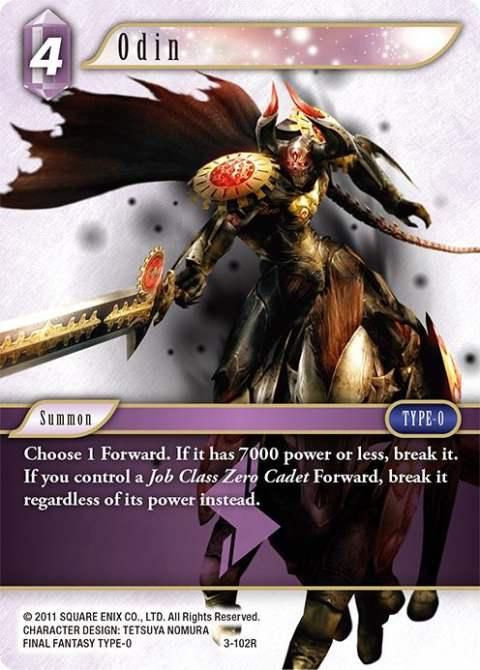 4
Odin
Summon
TYPE-0
Choose 1 Forward. If it has 7000 power or less, break it.
If you control a Job Class Zero Cadet Forward, break it
regardless of its power instead.
© 2011 SQUARE ENIX CO., LTD. All Rights Reserved.
CHARACTER DESIGN: TETSUYA NOMURA
FINAL FANTASY TYPE-0
3-102R